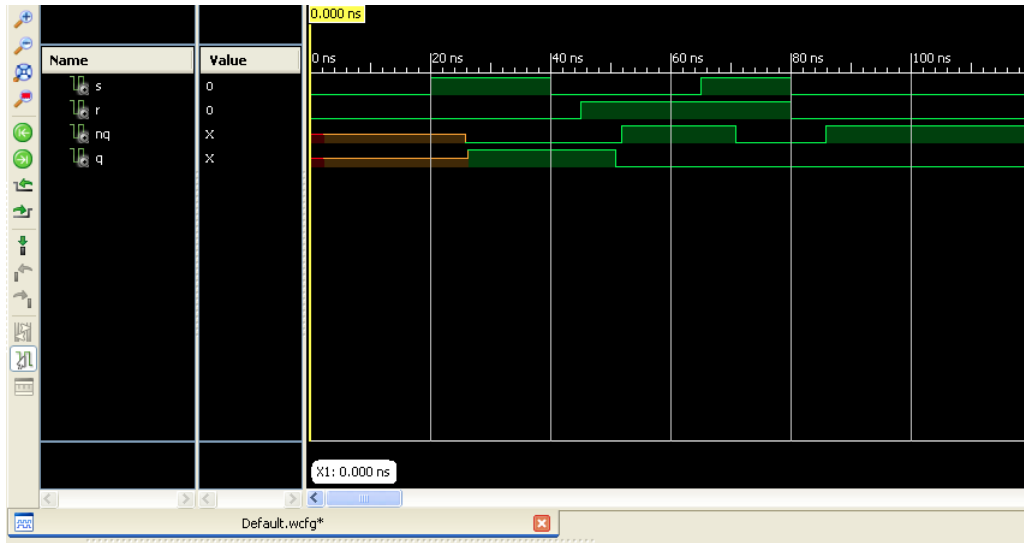 0.000 ns
Name Value
0 ns 20 ns 40 ns 60 ns 80 ns 100 ns
s 0
r 0
nq X
q X
X1: 0.000 ns
Default.wcfg*